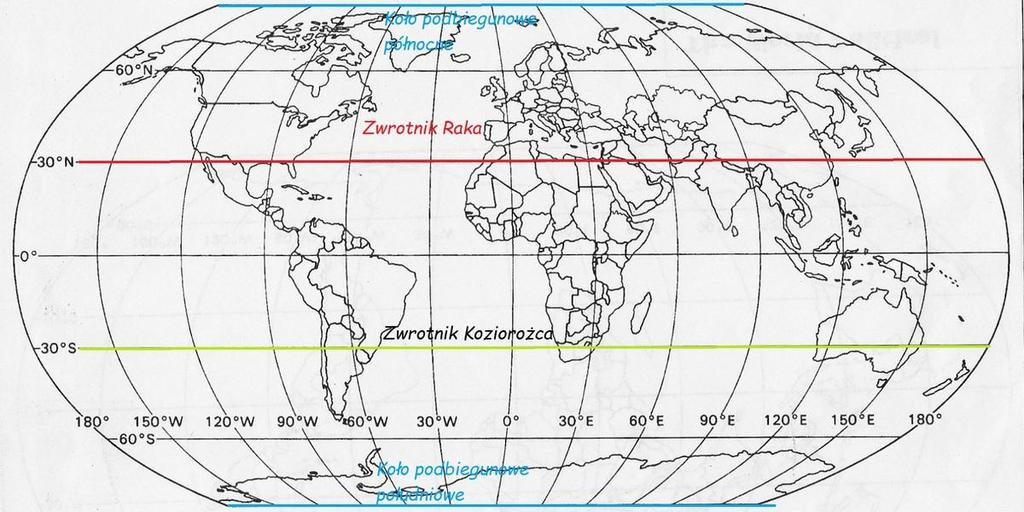 Koło podbiegunowe
północne
60°N
Zwrotnik Raka
30°N
0°
Zwrotnik Koziorożca
30°S
180° 150°W 120°W 90°W 60°W 30°W 0° 30°E 60°E 90°E 120°E 150°E 180°
60°S
Koło podbiegunowe
południowe